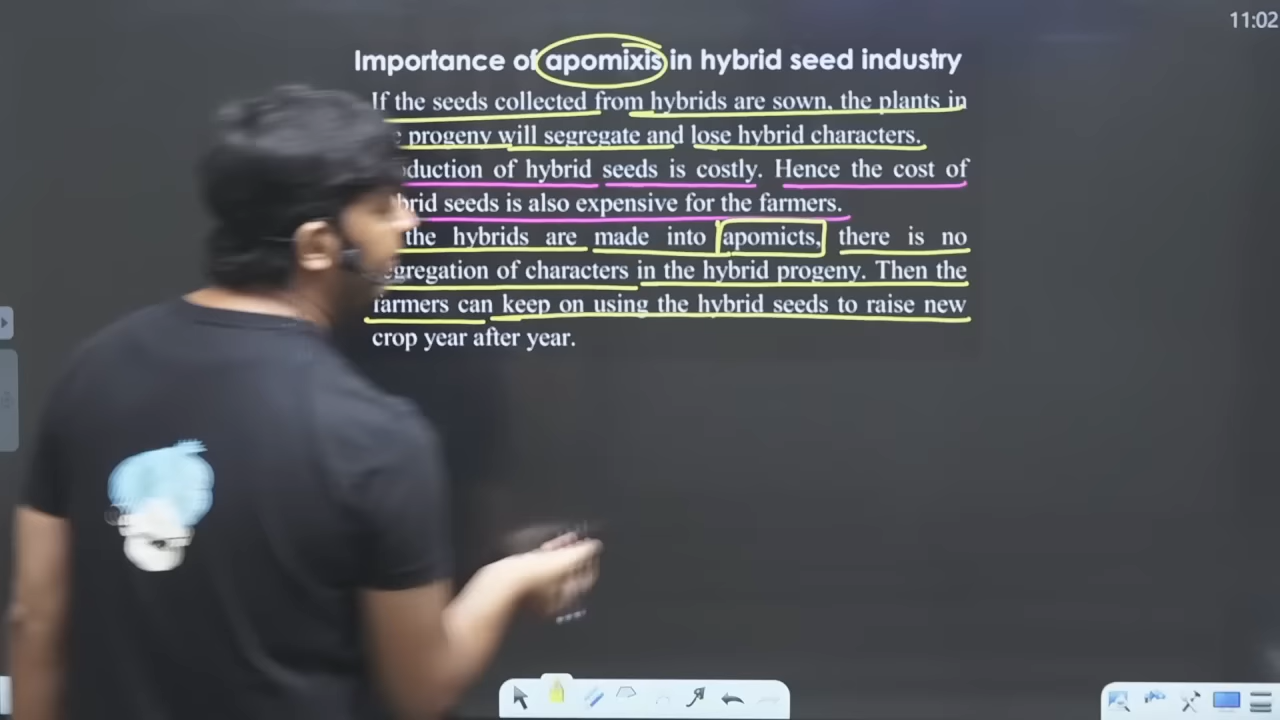 11:02
Importance of apomixis in hybrid seed industry
If the seeds collected from hybrids are sown, the plants in
progeny will segregate and lose hybrid characters.
duction of hybrid seeds is costly. Hence the cost of
brid seeds is also expensive for the farmers.
the hybrids are made into apomicts, there is no
egregation of characters in the hybrid progeny. Then the
farmers can keep on using the hybrid seeds to raise new
crop year after year.